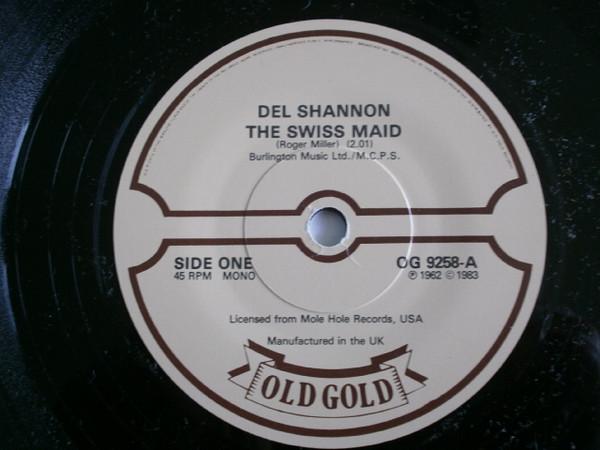 DEL SHANNON
THE SWISS MAID
(Roger Miller) (2.01)
Burlington Music Ltd./M.C.P.S.
SIDE ONE
45 RPM MONO
OG 9258-A
℗ 1962 © 1983
Licensed from Mole Hole Records, USA
Manufactured in the UK
OLD GOLD